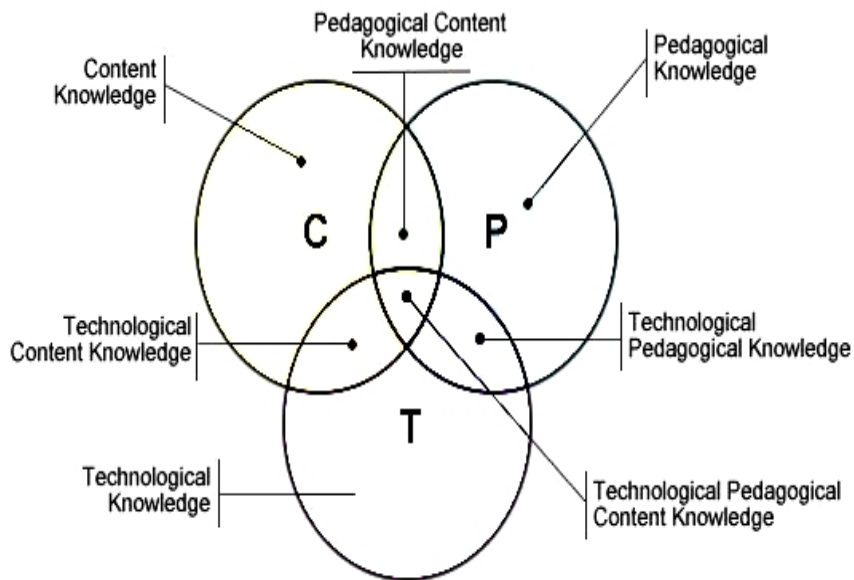 Pedagogical Content
Knowledge
Pedagogical
Knowledge
Content
Knowledge
C
P
Technological
Content Knowledge
Technological
Pedagogical Knowledge
T
Technological
Knowledge
Technological Pedagogical
Content Knowledge